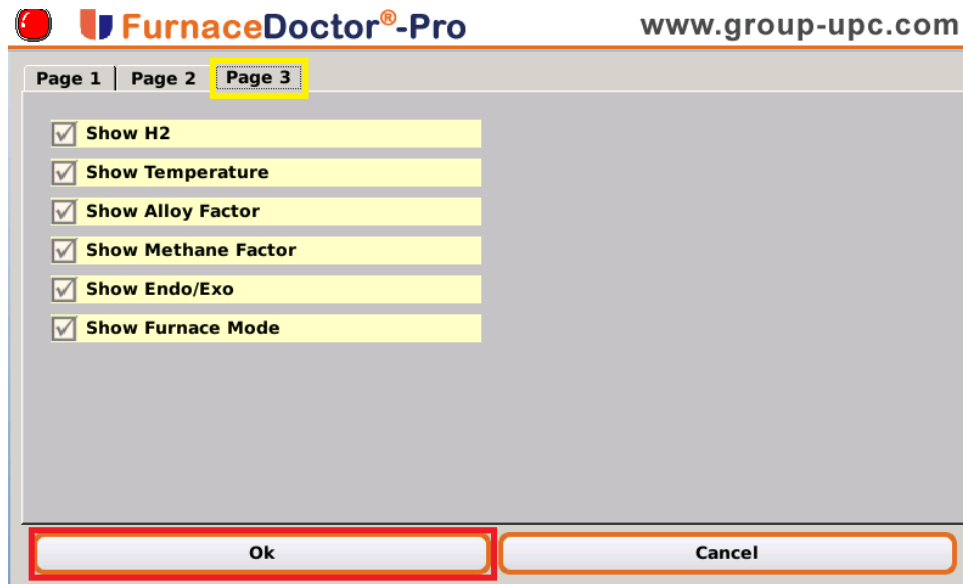 FurnaceDoctor®-Pro www.group-upc.com
Page 1 Page 2 Page 3
Show H2
Show Temperature
Show Alloy Factor
Show Methane Factor
Show Endo/Exo
Show Furnace Mode
Ok Cancel